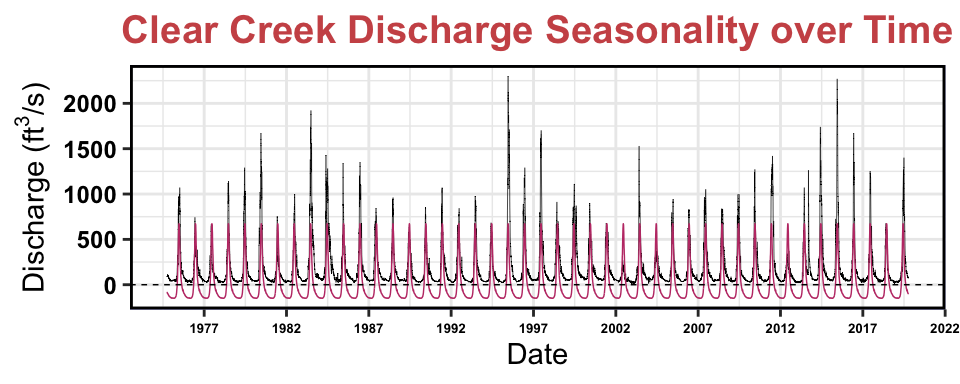 Clear Creek Discharge Seasonality over Time
Discharge (ft³/s)
2000
1500
1000
500
0
1977 1982 1987 1992 1997 2002 2007 2012 2017 2022
Date